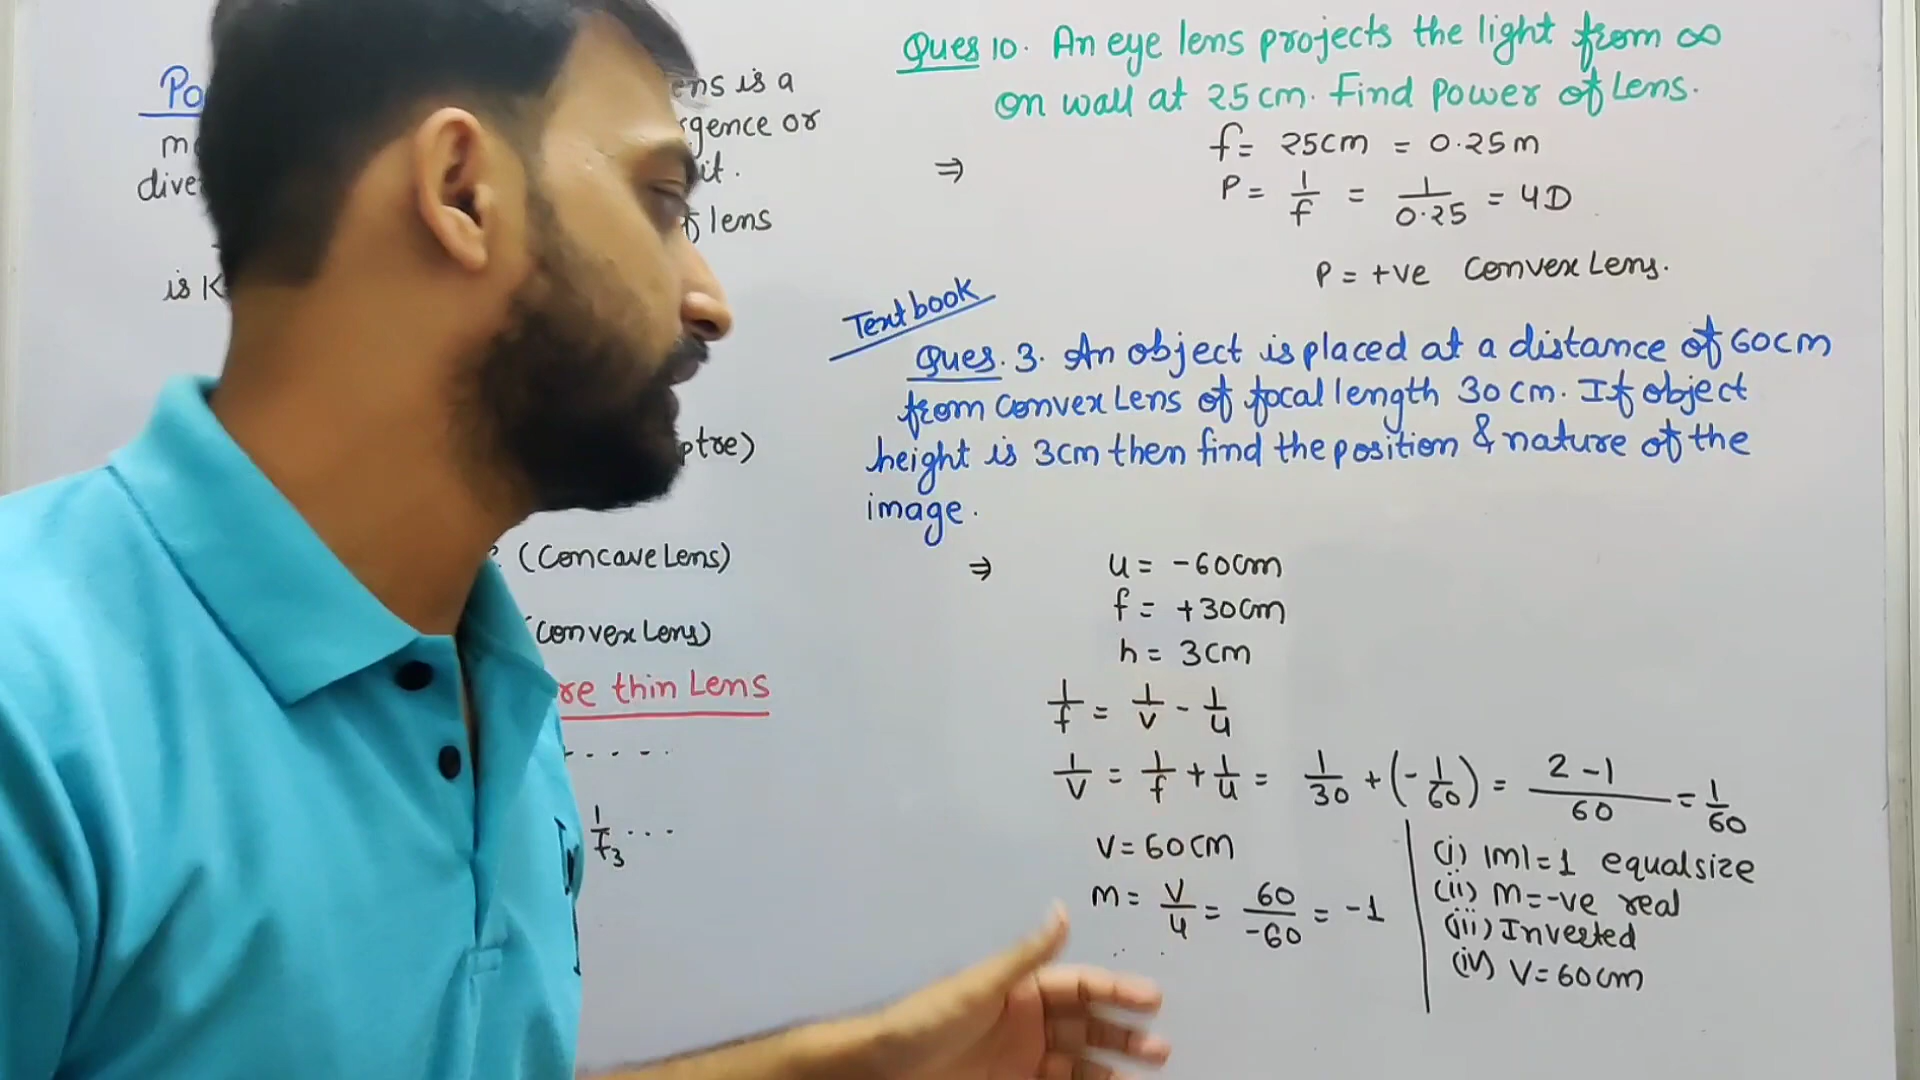 Po
ens is a
gence or
dive
it.
lens
is K
ptre)
(Concave Lens)
(Convex Lens)
re thin Lens
. - . - .
1/f3 ...
Ques 10. An eye lens projects the light from ∞
on wall at 25cm. Find power of Lens.
f = 25cm = 0.25m
⇒ P = 1/f = 1/0.25 = 4D
P = +ve Convex Lens.
Textbook
Ques. 3. An object is placed at a distance of 60cm
from convex Lens of focal length 30cm. If object
height is 3cm then find the position & nature of the
image.
⇒ u = -60cm
f = +30cm
h = 3cm
1/f = 1/v - 1/u
1/v = 1/f + 1/u = 1/30 + (-1/60) = 2-1/60 = 1/60
v = 60cm
m = v/u = 60/-60 = -1
(i) |m| = 1 equal size
(ii) m = -ve real
(iii) Inverted
(iv) V = 60cm